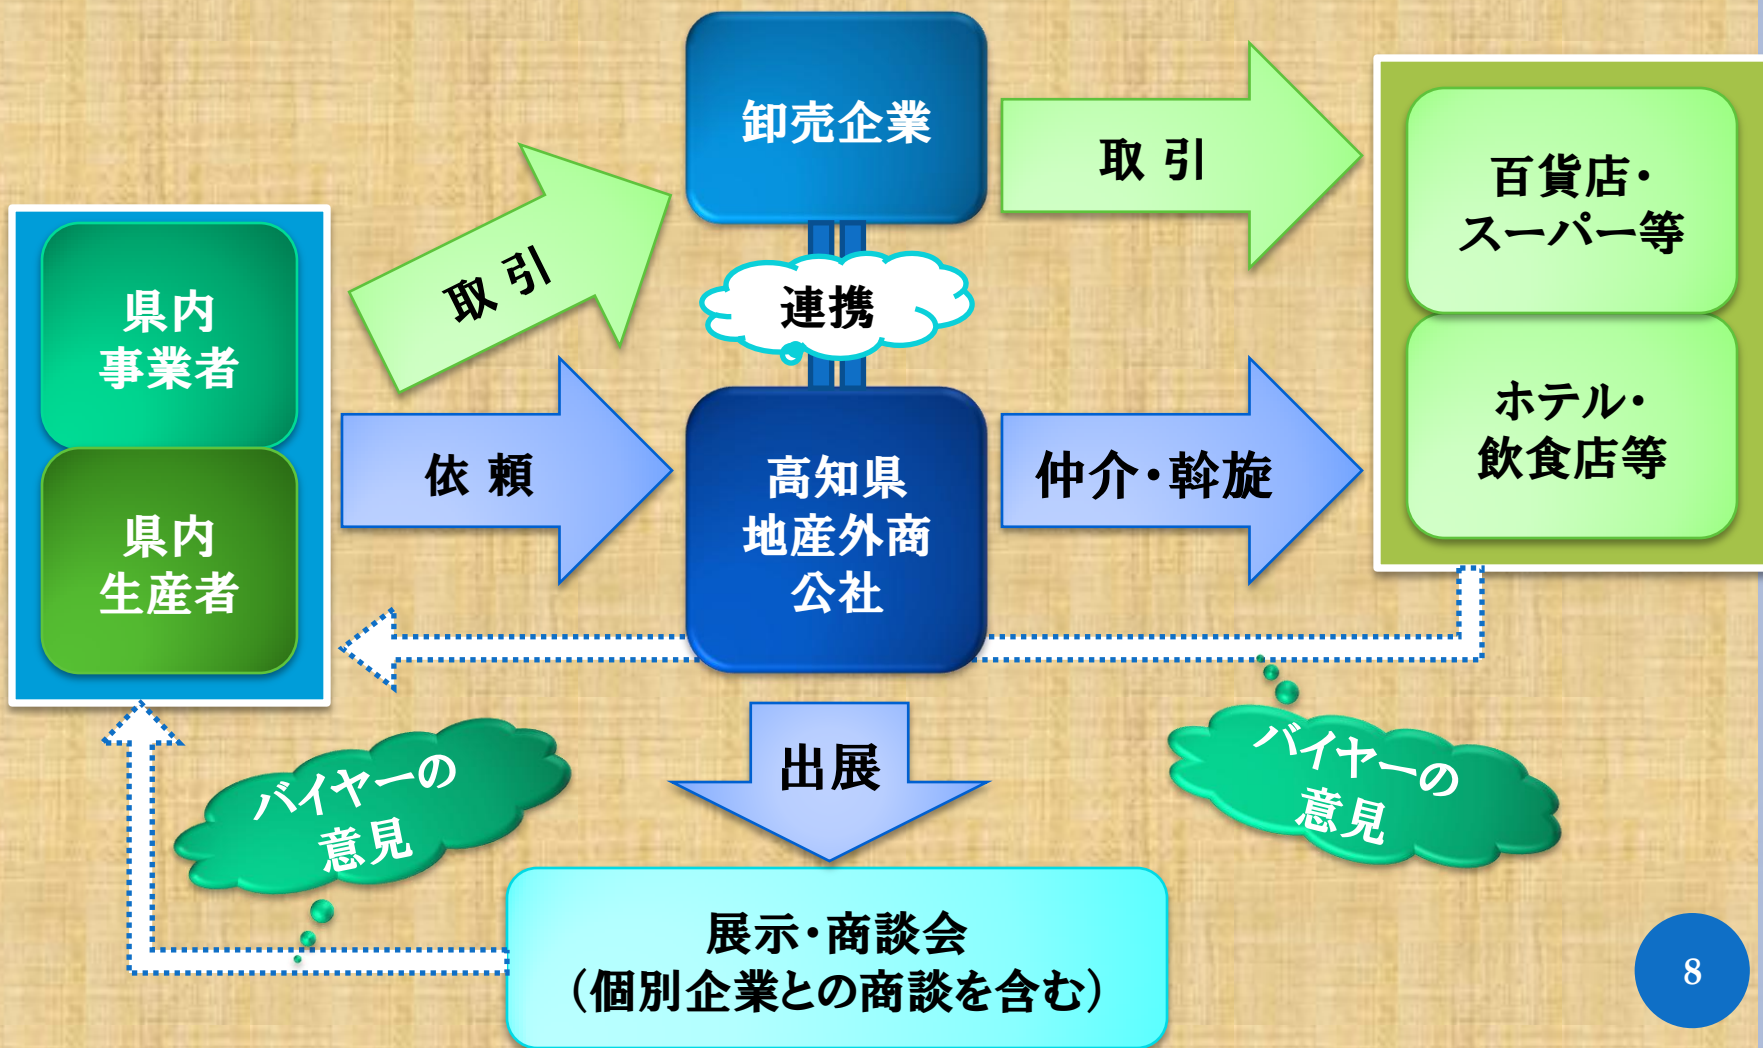 卸売企業
取 引
百貨店・
スーパー等
取 引
連携
県内
事業者
ホテル・
飲食店等
依 頼
高知県
地産外商
公社
仲介・斡旋
県内
生産者
出展
バイヤーの
意見
バイヤーの
意見
展示・商談会
（個別企業との商談を含む）
8